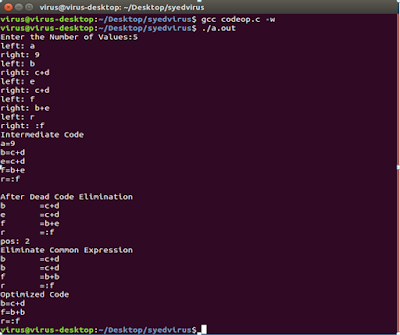 virus@virus-desktop: ~/Desktop/syedvirus
virus@virus-desktop:~/Desktop/syedvirus$ gcc codeop.c -w
virus@virus-desktop:~/Desktop/syedvirus$ ./a.out
Enter the Number of Values:5
left: a
right: 9
left: b
right: c+d
left: e
right: c+d
left: f
right: b+e
left: r
right: :f
Intermediate Code
a=9
b=c+d
e=c+d
f=b+e
r=:f

After Dead Code Elimination
b       =c+d
e       =c+d
f       =b+e
r       =:f
pos: 2
Eliminate Common Expression
b       =c+d
b       =c+d
f       =b+b
r       =:f
Optimized Code
b=c+d
f=b+b
r=:f
virus@virus-desktop:~/Desktop/syedvirus$